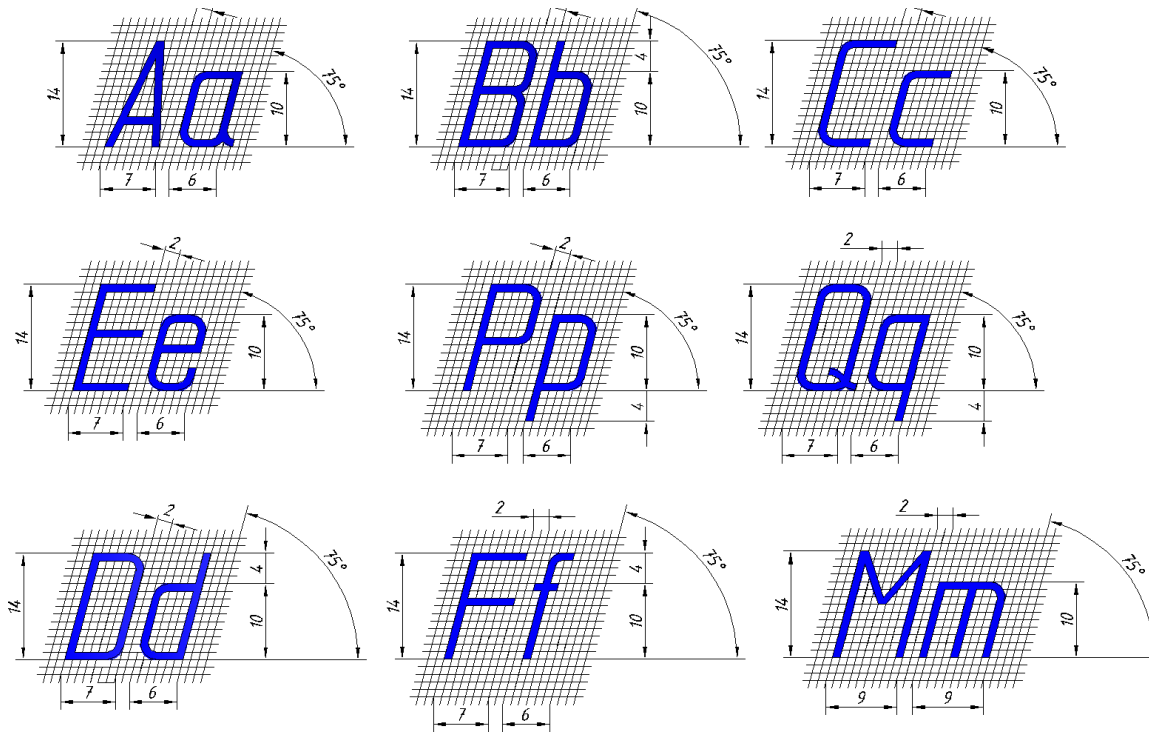 Aa 14 7 6 10 75°
Bb 14 7 6 4 10 75°
Cc 14 7 6 10 75°
Ee 14 7 6 2 10 75°
Pp 14 7 6 2 10 4 75°
Qq 14 7 6 2 10 4 75°
Dd 14 7 6 2 4 10 75°
Ff 14 7 6 2 4 10 75°
Mm 14 9 9 2 10 75°